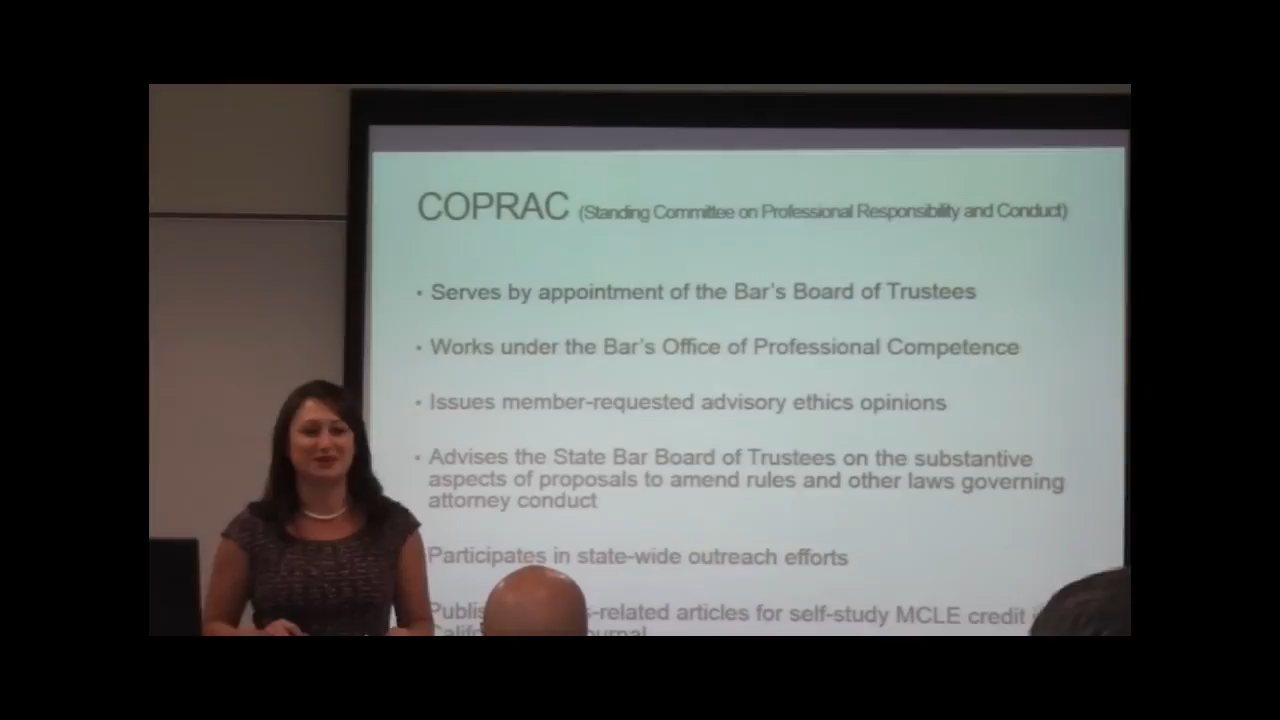 COPRAC (Standing Committee on Professional Responsibility and Conduct)
• Serves by appointment of the Bar's Board of Trustees
• Works under the Bar's Office of Professional Competence
• Issues member-requested advisory ethics opinions
• Advises the State Bar Board of Trustees on the substantive
aspects of proposals to amend rules and other laws governing
attorney conduct
Participates in state-wide outreach efforts
-related articles for self-study MCLE credit